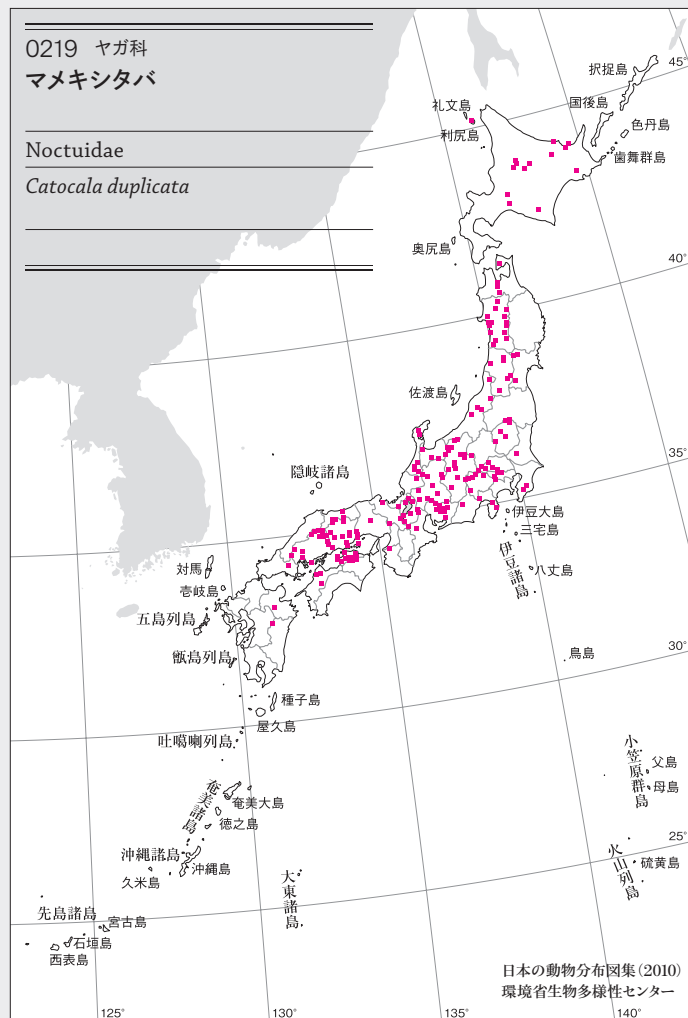 0219 ヤガ科
マメキシタバ
Noctuidae
Catocala duplicata
45°
択捉島
礼文島
国後島
色丹島
利尻島
歯舞群島
奥尻島
40°
佐渡島
35°
隠岐諸島
伊豆大島
三宅島
伊豆諸島
八丈島
対馬
壱岐島
五島列島
甑島列島
鳥島
30°
種子島
屋久島
吐噶喇列島
小笠原群島
父島
母島
奄美諸島
奄美大島
徳之島
25°
沖縄諸島
沖縄島
久米島
火山列島
硫黄島
大東諸島
先島諸島
宮古島
石垣島
西表島
日本の動物分布図集(2010)
環境省生物多様性センター
125°
130°
135°
140°